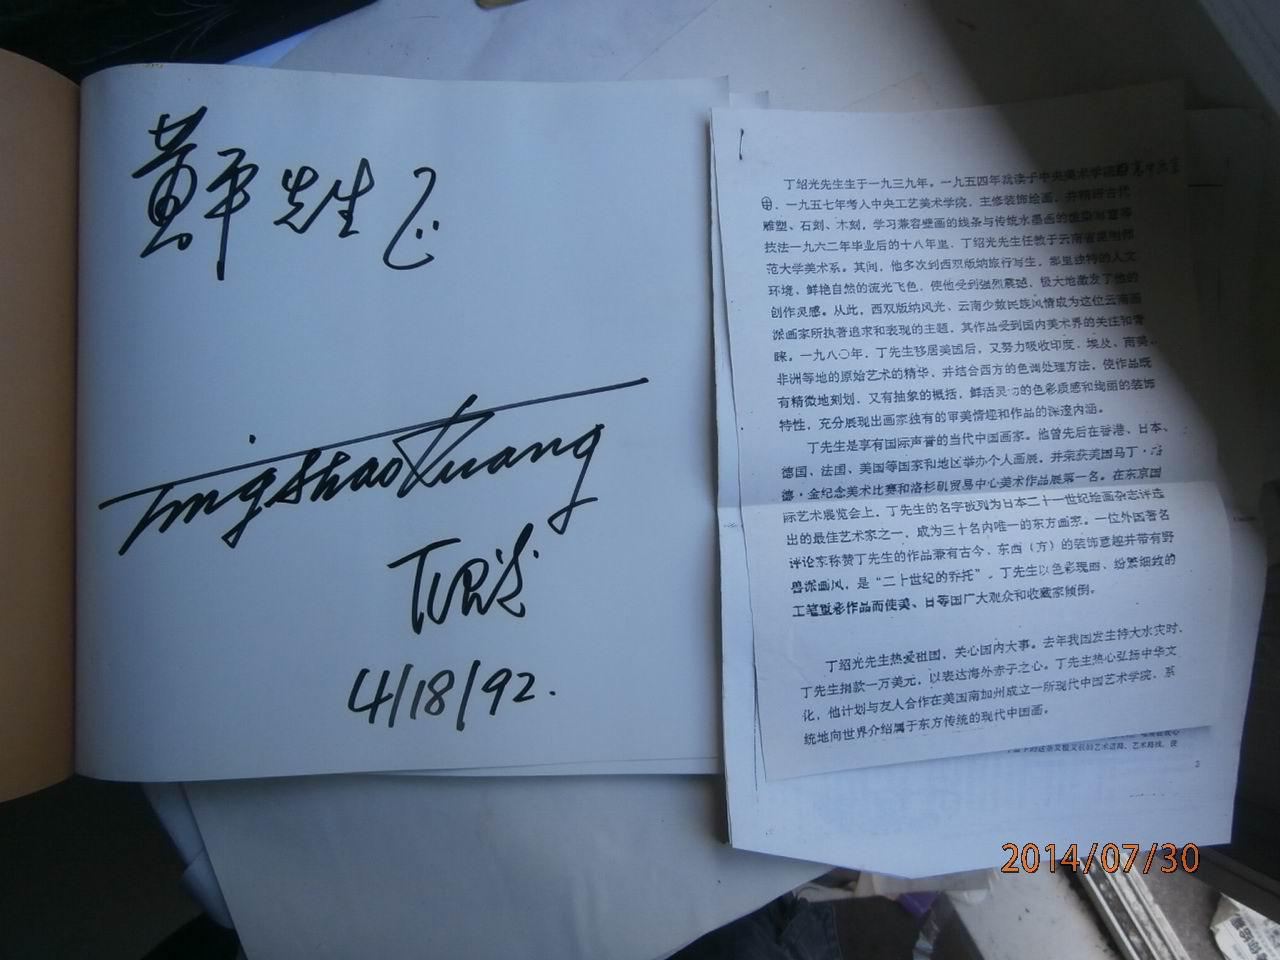 黄平先生正
TingShaoKuang
丁绍光
4/18/92.
丁绍光先生生于一九三九年。一九五四年就读于中央美术学院附高中
毋、一九五七年考入中央工艺美术学院，主修装饰绘画，并精研古代
雕塑、石刻、木刻，学习兼容壁画的线条与传统水墨画的渲染写意等
技法一九六二年毕业后的十八年里，丁绍光先生任教于云南省昆明师
范大学美术系。其间，他多次到西双版纳旅行写生，那里独特的人文
环境、鲜艳自然的流光飞色，使他受到强烈震撼，极大地激发了他的
创作灵感。从此，西双版纳风光、云南少数民族风情成为这位云南画
派画家所执著追求和表现的主题，其作品受到国内美术界的关注和青
睐。一九八〇年，丁先生移居美国后，又努力吸收印度、埃及、南美、
非洲等地的原始艺术的精华，并结合西方的色调处理方法，使作品既
有精微地刻划，又有抽象的概括，鲜活灵动的色彩质感和绚丽的装饰
特性，充分展现出画家独有的审美情趣和作品的深邃内涵。
丁先生是享有国际声誉的当代中国画家。他曾先后在香港、日本、
德国、法国、美国等国家和地区举办个人画展，并荣获美国马丁·路
德·金纪念美术比赛和洛杉矶贸易中心美术作品展第一名。在东京国
际艺术展览会上，丁先生的名字被列为日本二十一世纪绘画杂志评选
出的最佳艺术家之一，成为三十名内唯一的东方画家。一位外国著名
评论家称赞丁先生的作品兼有古今、东西（方）的装饰意趣并带有野
兽派画风，是“二十世纪的乔托”。丁先生以色彩瑰丽、纷繁细致的
工笔重彩作品而使美、日等国广大观众和收藏家倾倒。
丁绍光先生热爱祖国，关心国内大事。去年我国发生特大水灾时，
丁先生捐款一万美元，以表达海外赤子之心。丁先生热心弘扬中华文
化，他计划与友人合作在美国南加州成立一所现代中国艺术学院，系
统地向世界介绍属于东方传统的现代中国画。
2
2014/07/30